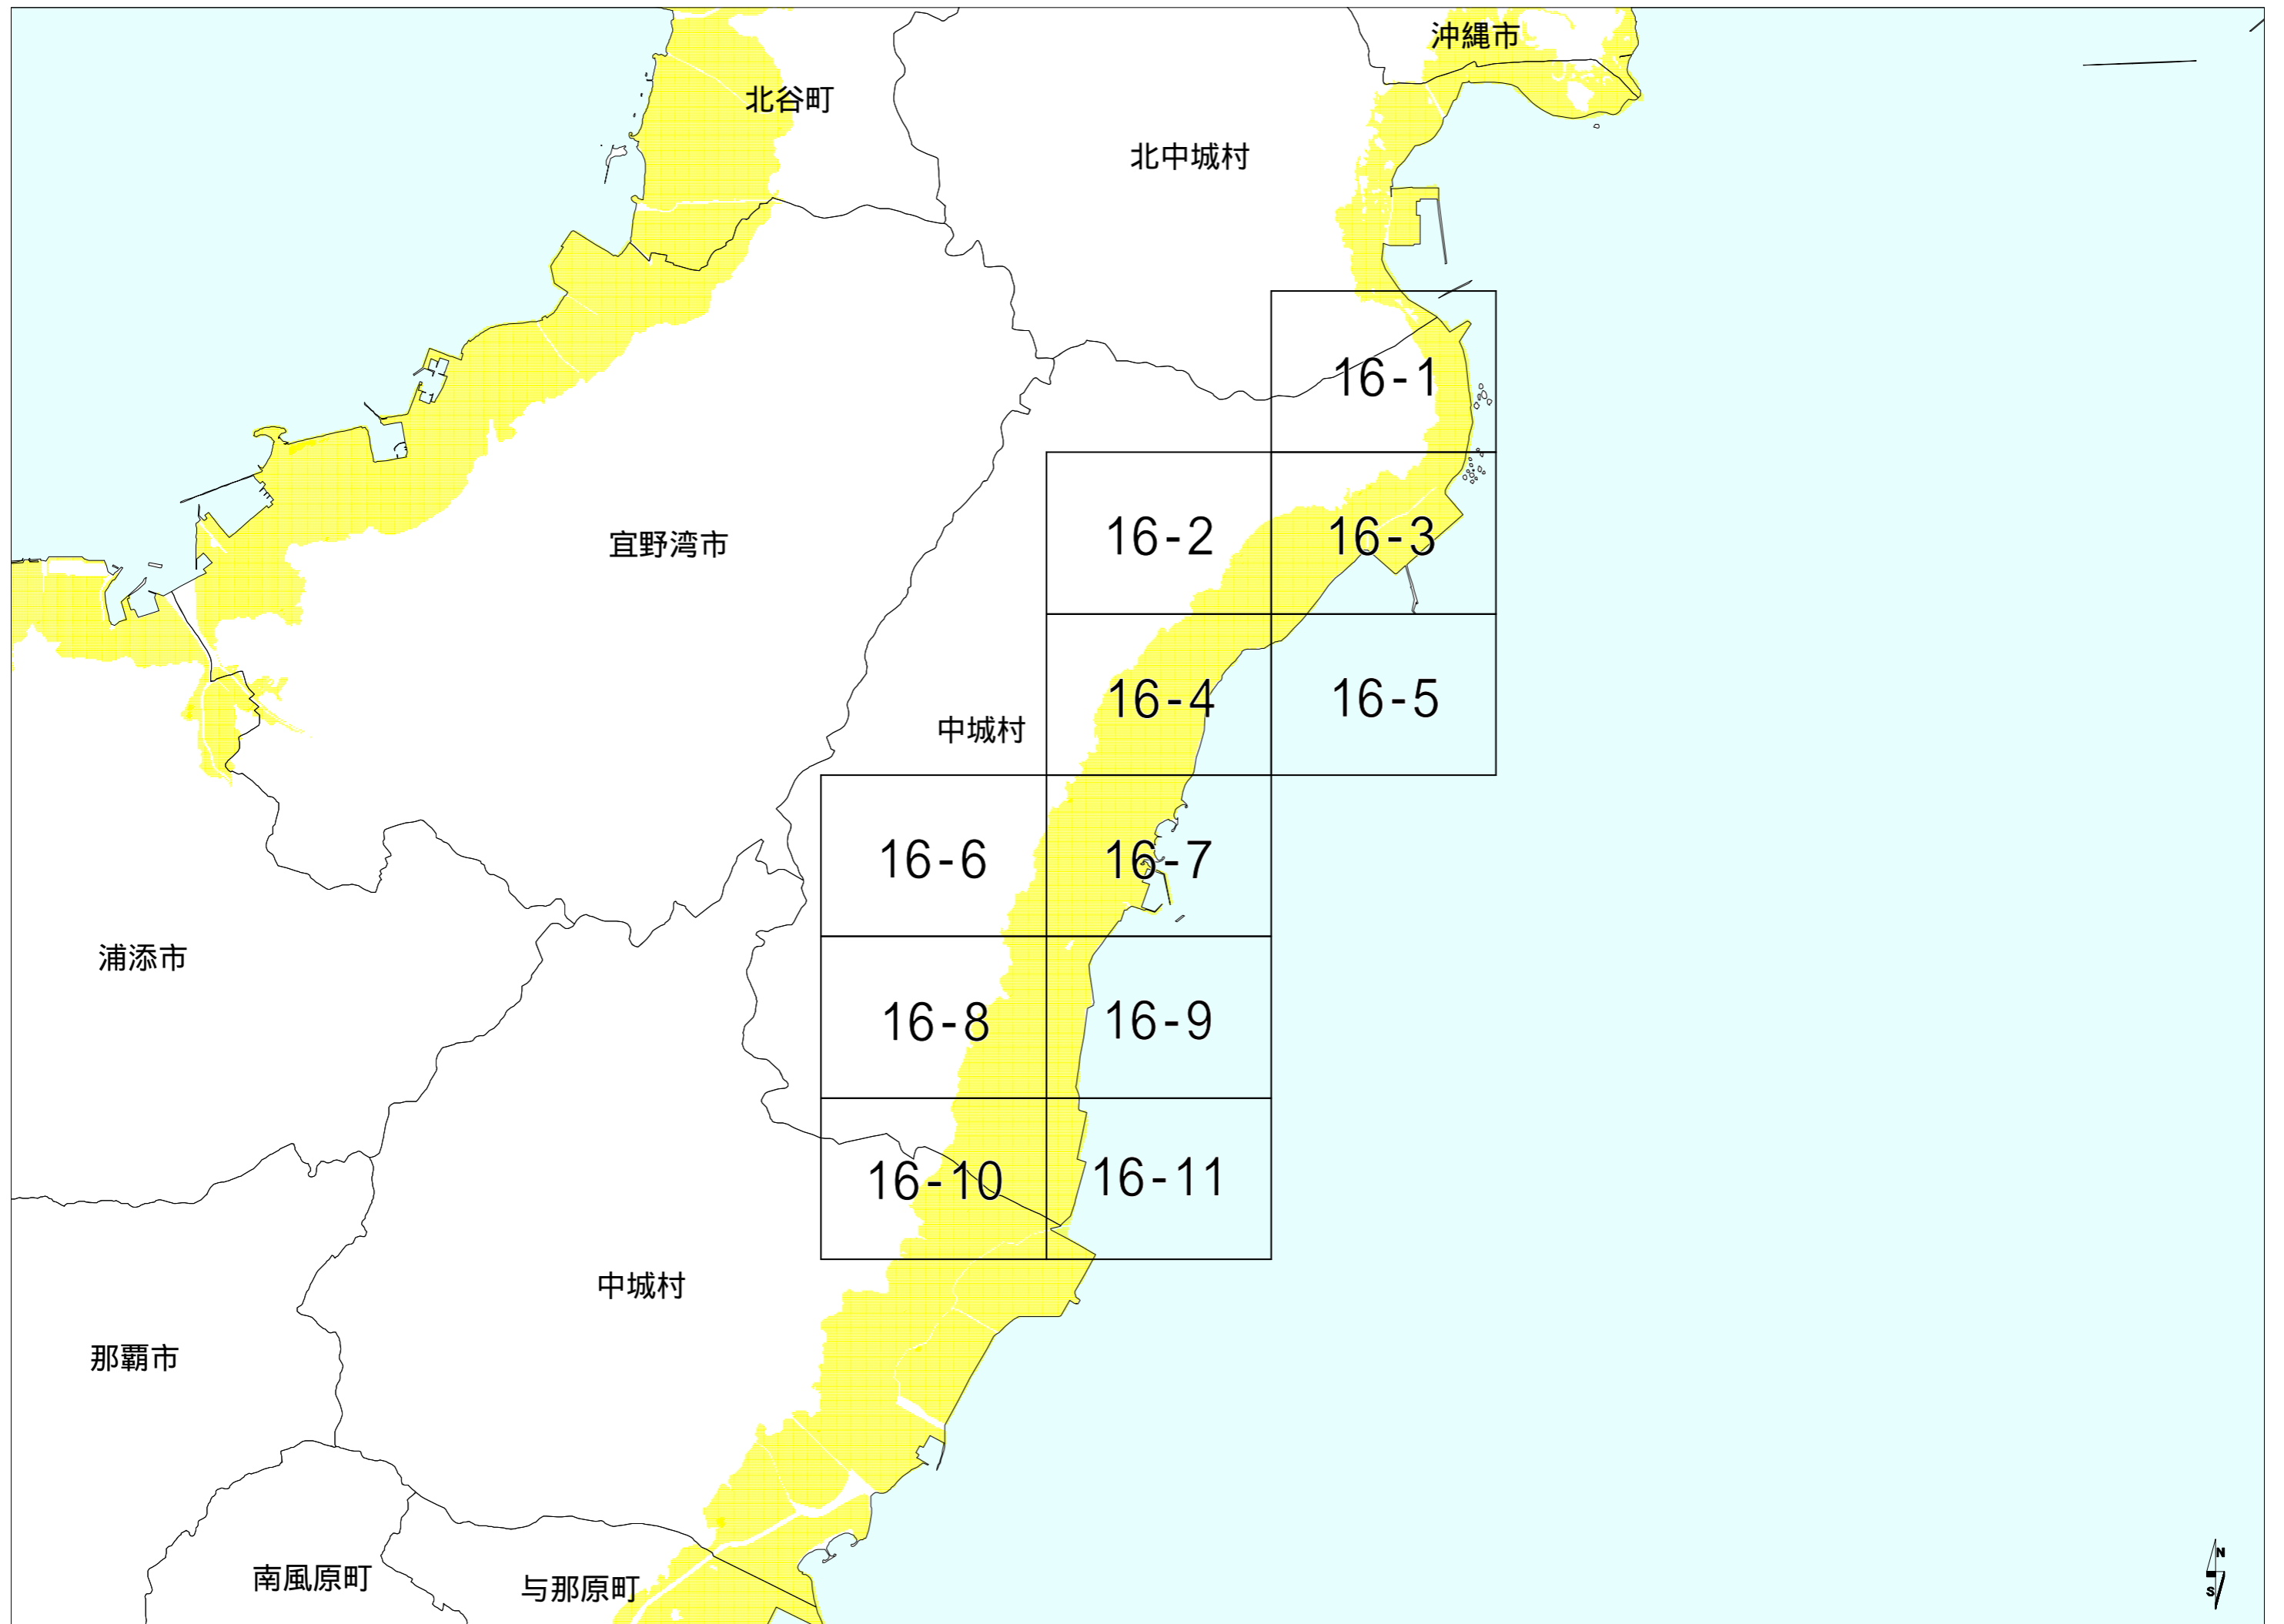 沖縄市
北谷町
北中城村
16-1
16-2
16-3
宜野湾市
16-4
16-5
中城村
16-6
16-7
浦添市
16-8
16-9
16-10
16-11
中城村
那覇市
南風原町
与那原町
N
S